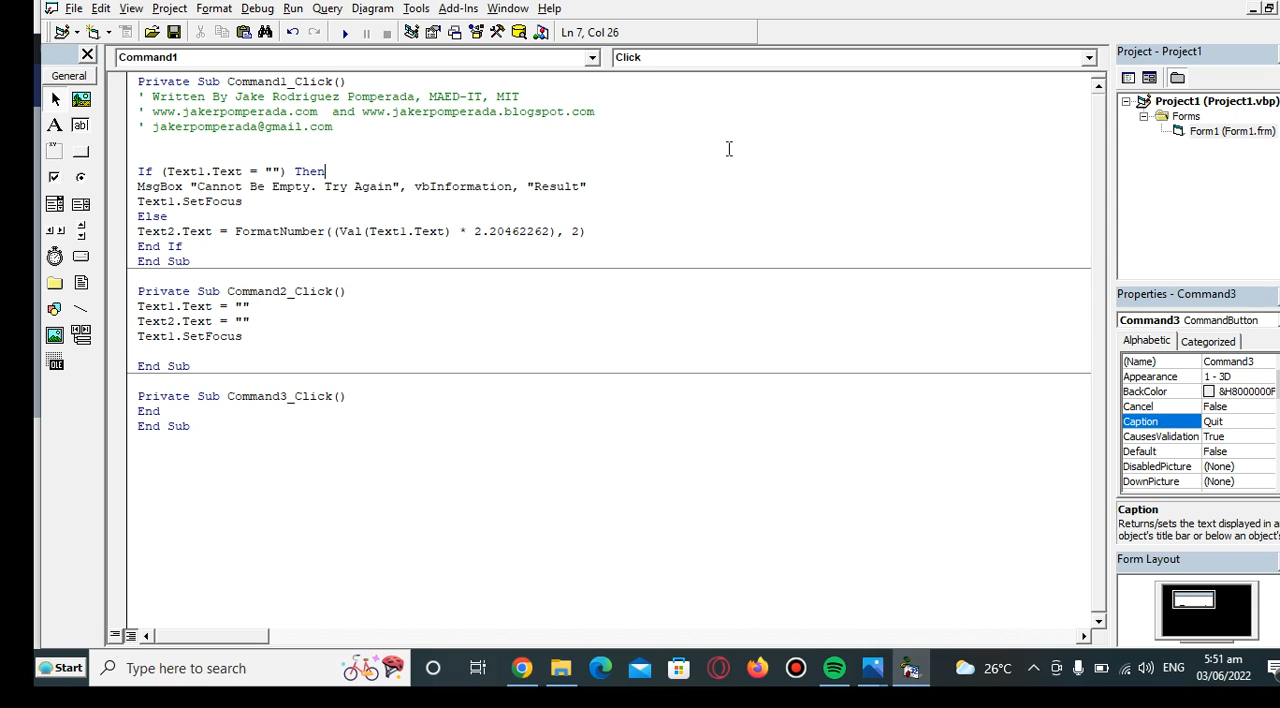 File Edit View Project Format Debug Run Query Diagram Tools Add-Ins Window Help
Ln 7, Col 26
General
Command1
Click
Private Sub Command1_Click()
' Written By Jake Rodriguez Pomperada, MAED-IT, MIT
' www.jakerpomperada.com  and www.jakerpomperada.blogspot.com
' jakerpomperada@gmail.com
If (Text1.Text = "") Then
MsgBox "Cannot Be Empty. Try Again", vbInformation, "Result"
Text1.SetFocus
Else
Text2.Text = FormatNumber((Val(Text1.Text) * 2.20462262), 2)
End If
End Sub
Private Sub Command2_Click()
Text1.Text = ""
Text2.Text = ""
Text1.SetFocus
End Sub
Private Sub Command3_Click()
End
End Sub
Project - Project1
Project1 (Project1.vbp)
Forms
Form1 (Form1.frm)
Properties - Command3
Command3 CommandButton
Alphabetic Categorized
(Name) Command3
Appearance 1 - 3D
BackColor &H8000000F
Cancel False
Caption Quit
CausesValidation True
Default False
DisabledPicture (None)
DownPicture (None)
Caption
Returns/sets the text displayed in a
object's title bar or below an object's
Form Layout
Start
Type here to search
26°C
ENG
5:51 am
03/06/2022